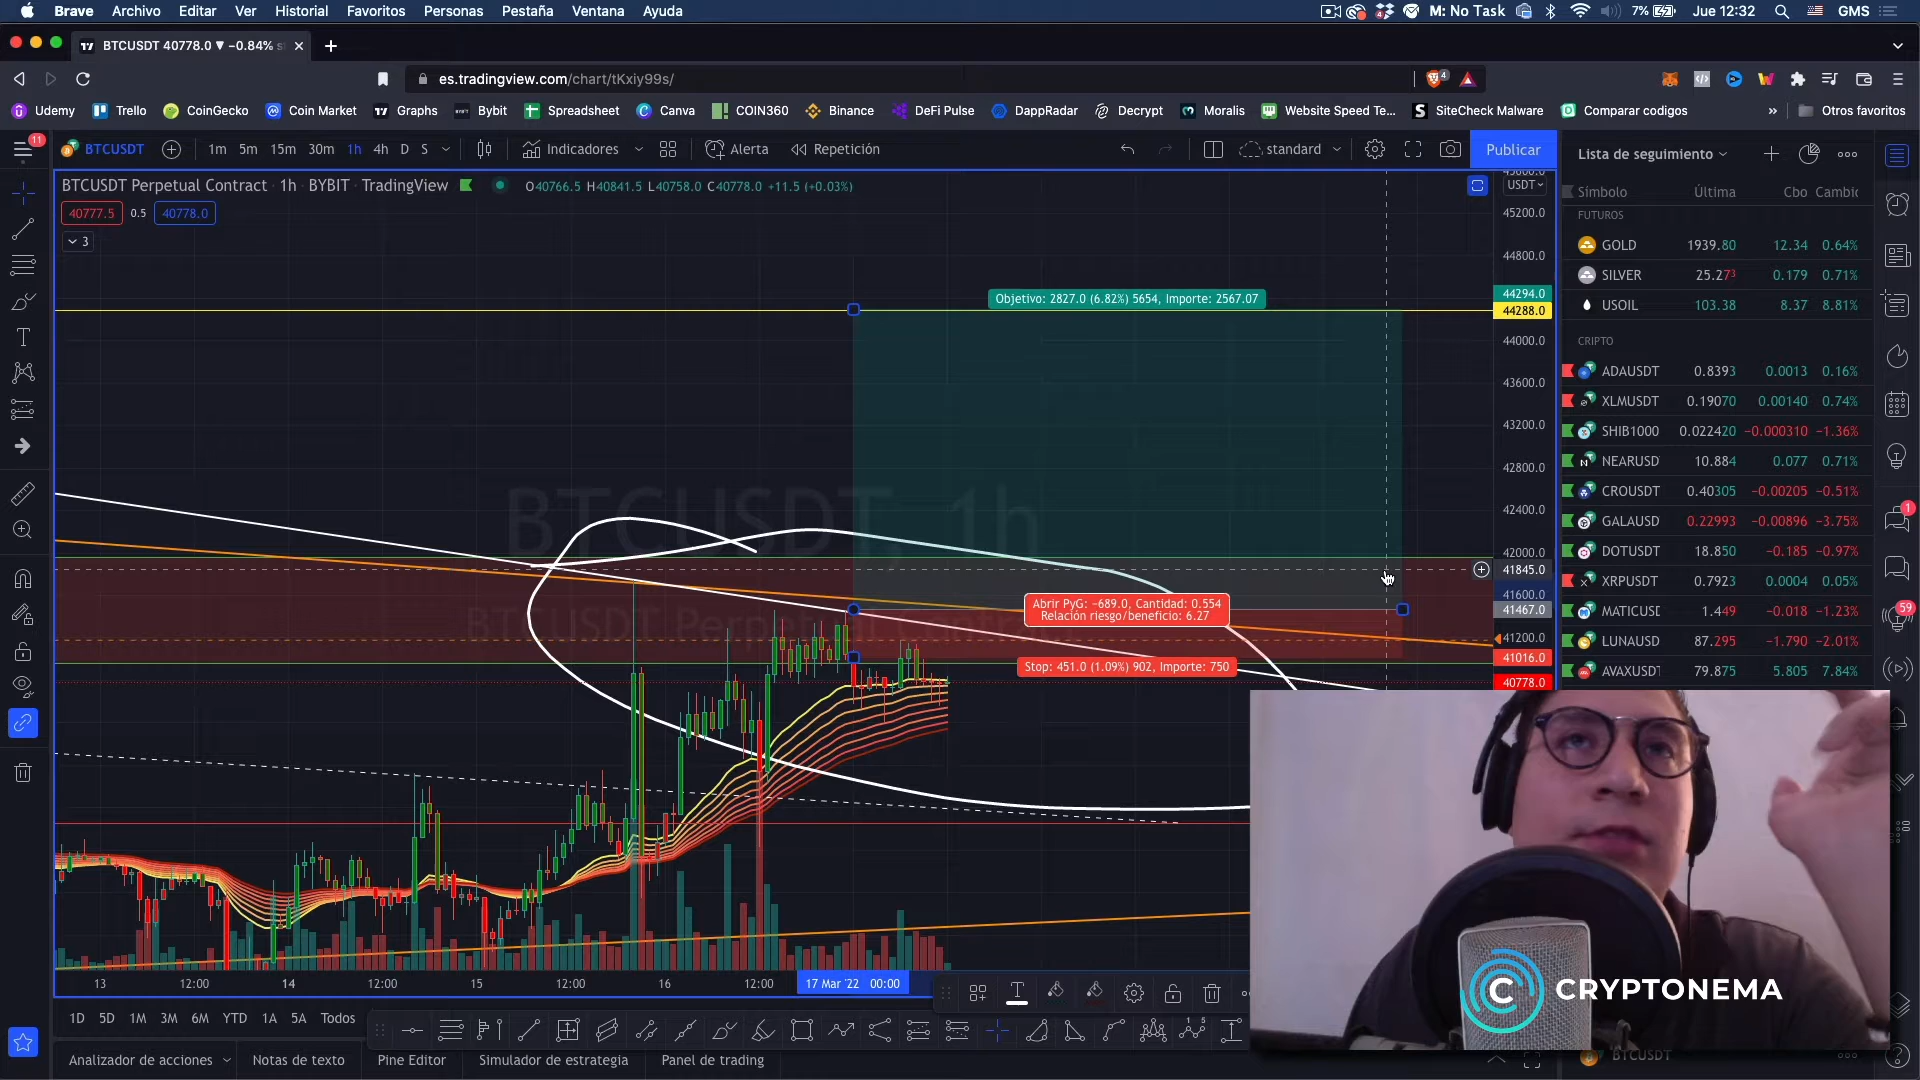 Brave Archivo Editar Ver Historial Favoritos Personas Pestaña Ventana Ayuda M: No Task 7% Jue 12:32 GMS
BTCUSDT 40778.0 ▼ −0.84%
es.tradingview.com/chart/tKxiy99s/
4
Udemy Trello CoinGecko Coin Market Graphs Bybit Spreadsheet Canva COIN360 Binance DeFi Pulse DappRadar Decrypt Moralis Website Speed Te... SiteCheck Malware Comparar codigos » Otros favoritos
11
BTCUSDT 1m 5m 15m 30m 1h 4h D S Indicadores Alerta Repetición standard Publicar
Lista de seguimiento
BTCUSDT Perpetual Contract · 1h · BYBIT · TradingView O40766.5 H40841.5 L40758.0 C40778.0 +11.5 (+0.03%)
USDT
40777.5 0.5 40778.0
3
Símbolo Última Cbo Cambic
FUTUROS
GOLD 1939.80 12.34 0.64%
SILVER 25.273 0.179 0.71%
USOIL 103.38 8.37 8.81%
CRIPTO
ADAUSDT 0.8393 0.0013 0.16%
XLMUSDT 0.19070 0.00140 0.74%
SHIB1000 0.022420 −0.000310 −1.36%
NEARUSD 10.884 0.077 0.71%
CROUSDT 0.40305 −0.00205 −0.51%
GALAUSD 0.22993 −0.00896 −3.75%
DOTUSDT 18.850 −0.185 −0.97%
XRPUSDT 0.7923 0.0004 0.05%
MATICUSD 1.449 −0.018 −1.23%
LUNAUSD 87.295 −1.790 −2.01%
AVAXUSDT 79.875 5.805 7.84%
1
59
45200.0
44800.0
44294.0
44288.0
44000.0
43600.0
43200.0
42800.0
42400.0
42000.0
41845.0
41600.0
41467.0
41200.0
41016.0
40778.0
Objetivo: 2827.0 (6.82%) 5654, Importe: 2567.07
BTCUSDT, 1h
BTCUSDT Perpetual Contract
Abrir PyG: −689.0, Cantidad: 0.554
Relación riesgo/beneficio: 6.27
Stop: 451.0 (1.09%) 902, Importe: 750
13 12:00 14 12:00 15 12:00 16 12:00 17 Mar '22 00:00
1D 5D 1M 3M 6M YTD 1A 5A Todos
Analizador de acciones Notas de texto Pine Editor Simulador de estrategia Panel de trading
CRYPTONEMA
BTCUSDT